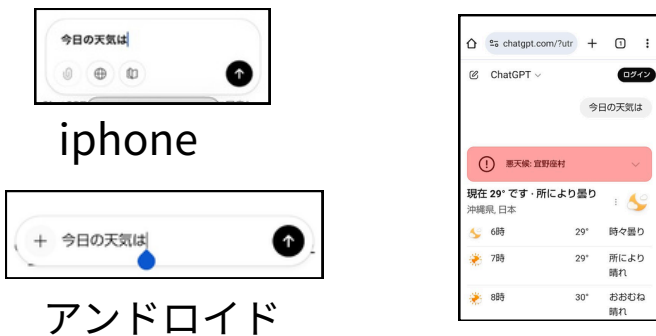 今日の天気は
iphone
今日の天気は
アンドロイド
chatgpt.com/?utr
1
ChatGPT
ログイン
今日の天気は
悪天候: 宜野座村
現在 29° です · 所により曇り
沖縄県, 日本
6時 29° 時々曇り
7時 29° 所により
晴れ
8時 30° おおむね
晴れ